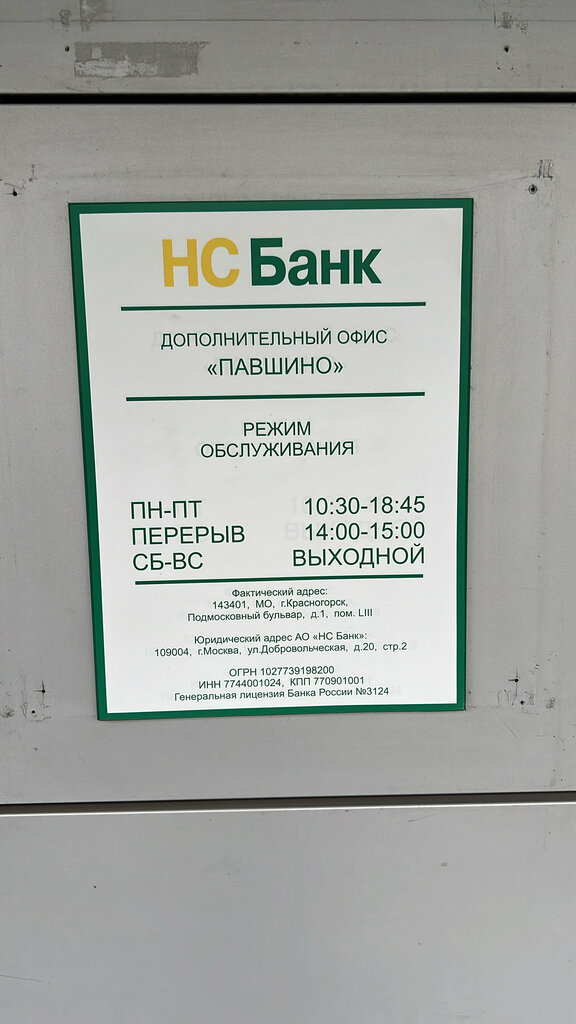 НС Банк
ДОПОЛНИТЕЛЬНЫЙ ОФИС
«ПАВШИНО»
РЕЖИМ
ОБСЛУЖИВАНИЯ
ПН-ПТ 10:30-18:45
ПЕРЕРЫВ 14:00-15:00
СБ-ВС ВЫХОДНОЙ
Фактический адрес:
143401, МО, г.Красногорск,
Подмосковный бульвар, д.1, пом. LIII
Юридический адрес АО «НС Банк»:
109004, г.Москва, ул.Добровольческая, д.20, стр.2
ОГРН 1027739198200
ИНН 7744001024, КПП 770901001
Генеральная лицензия Банка России №3124